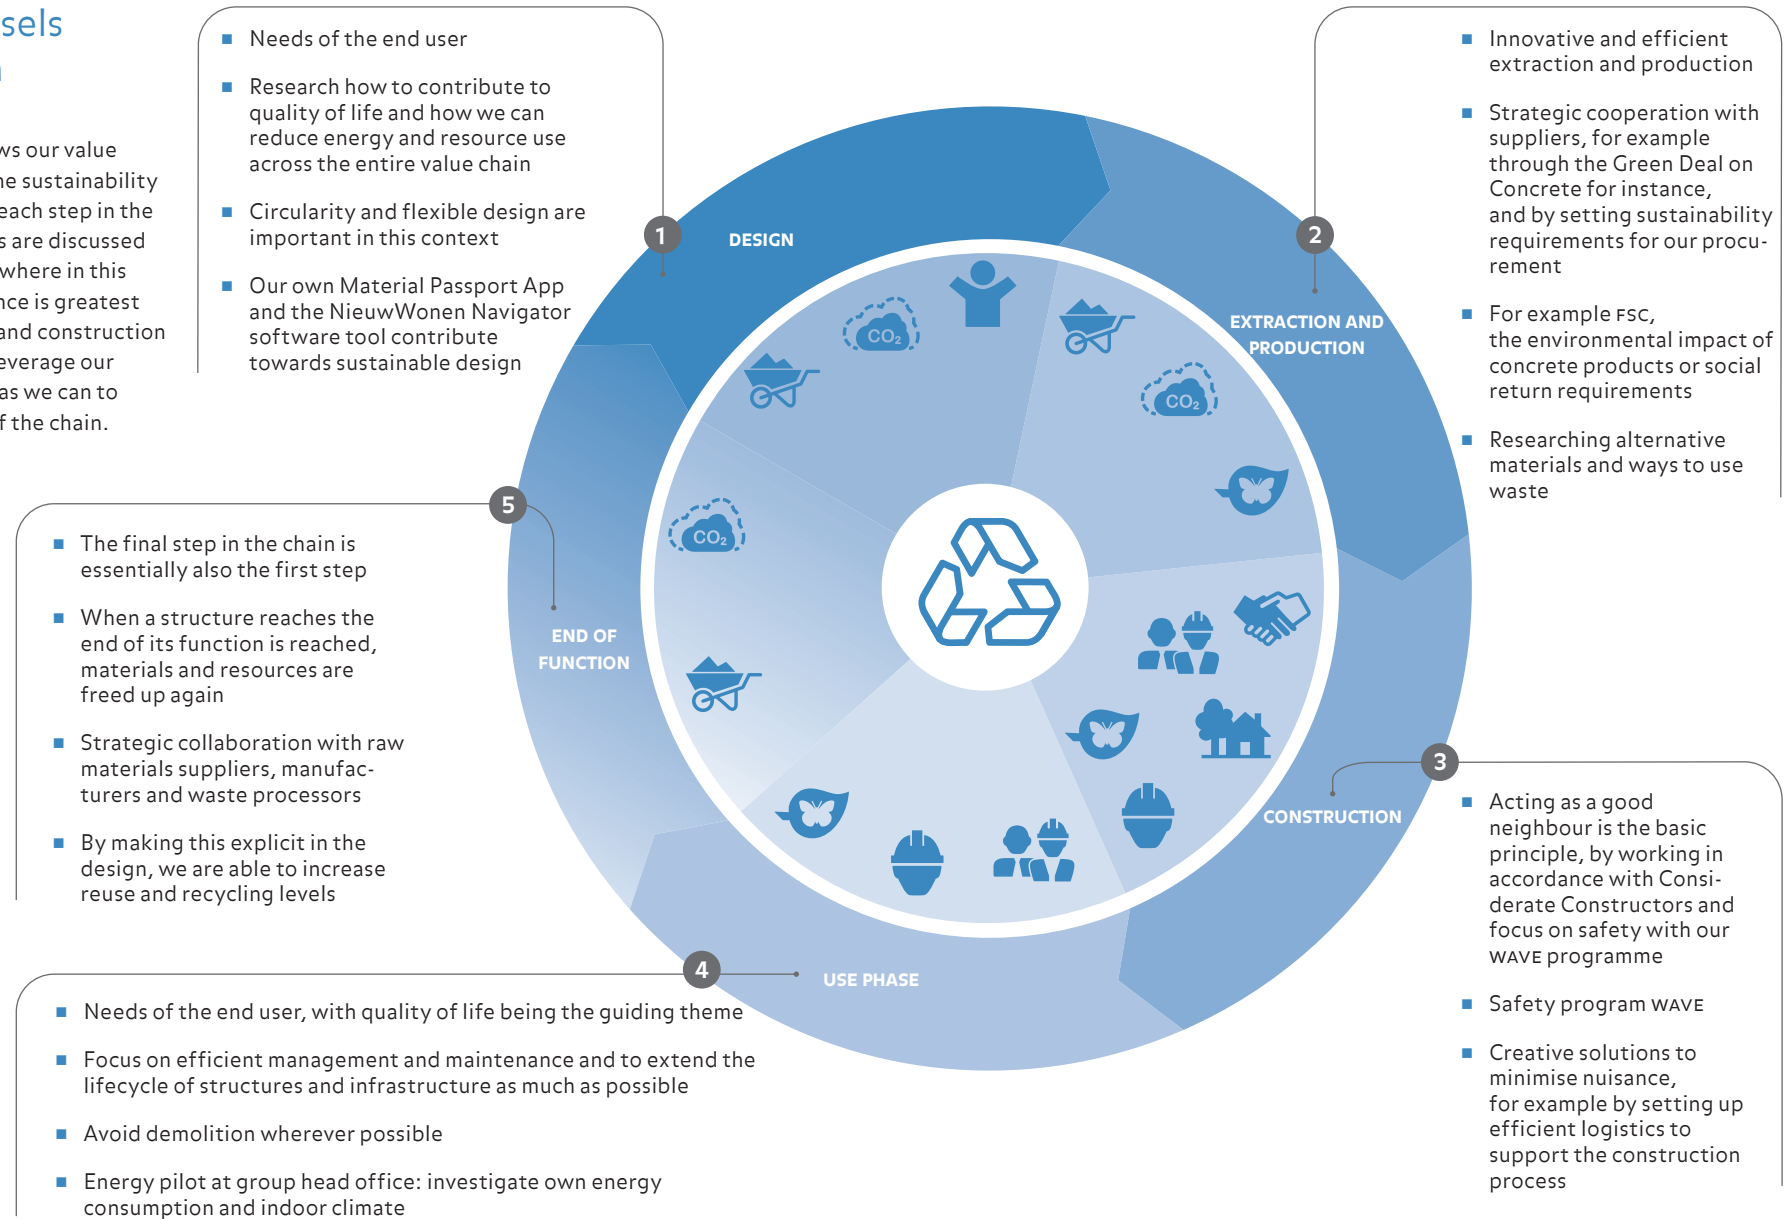 sels
ws our value
ne sustainability
each step in the
s are discussed
where in this
nce is greatest
and construction
everage our
as we can to
f the chain.
1
■ Needs of the end user
■ Research how to contribute to
quality of life and how we can
reduce energy and resource use
across the entire value chain
■ Circularity and flexible design are
important in this context
■ Our own Material Passport App
and the NieuwWonen Navigator
software tool contribute
towards sustainable design
2
■ Innovative and efficient
extraction and production
■ Strategic cooperation with
suppliers, for example
through the Green Deal on
Concrete for instance,
and by setting sustainability
requirements for our procu-
rement
■ For example FSC,
the environmental impact of
concrete products or social
return requirements
■ Researching alternative
materials and ways to use
waste
DESIGN
EXTRACTION AND
PRODUCTION
CO₂
CO₂
CO₂
END OF
FUNCTION
CONSTRUCTION
USE PHASE
5
■ The final step in the chain is
essentially also the first step
■ When a structure reaches the
end of its function is reached,
materials and resources are
freed up again
■ Strategic collaboration with raw
materials suppliers, manufac-
turers and waste processors
■ By making this explicit in the
design, we are able to increase
reuse and recycling levels
3
■ Acting as a good
neighbour is the basic
principle, by working in
accordance with Consi-
derate Constructors and
focus on safety with our
WAVE programme
■ Safety program WAVE
■ Creative solutions to
minimise nuisance,
for example by setting up
efficient logistics to
support the construction
process
4
■ Needs of the end user, with quality of life being the guiding theme
■ Focus on efficient management and maintenance and to extend the
lifecycle of structures and infrastructure as much as possible
■ Avoid demolition wherever possible
■ Energy pilot at group head office: investigate own energy
consumption and indoor climate